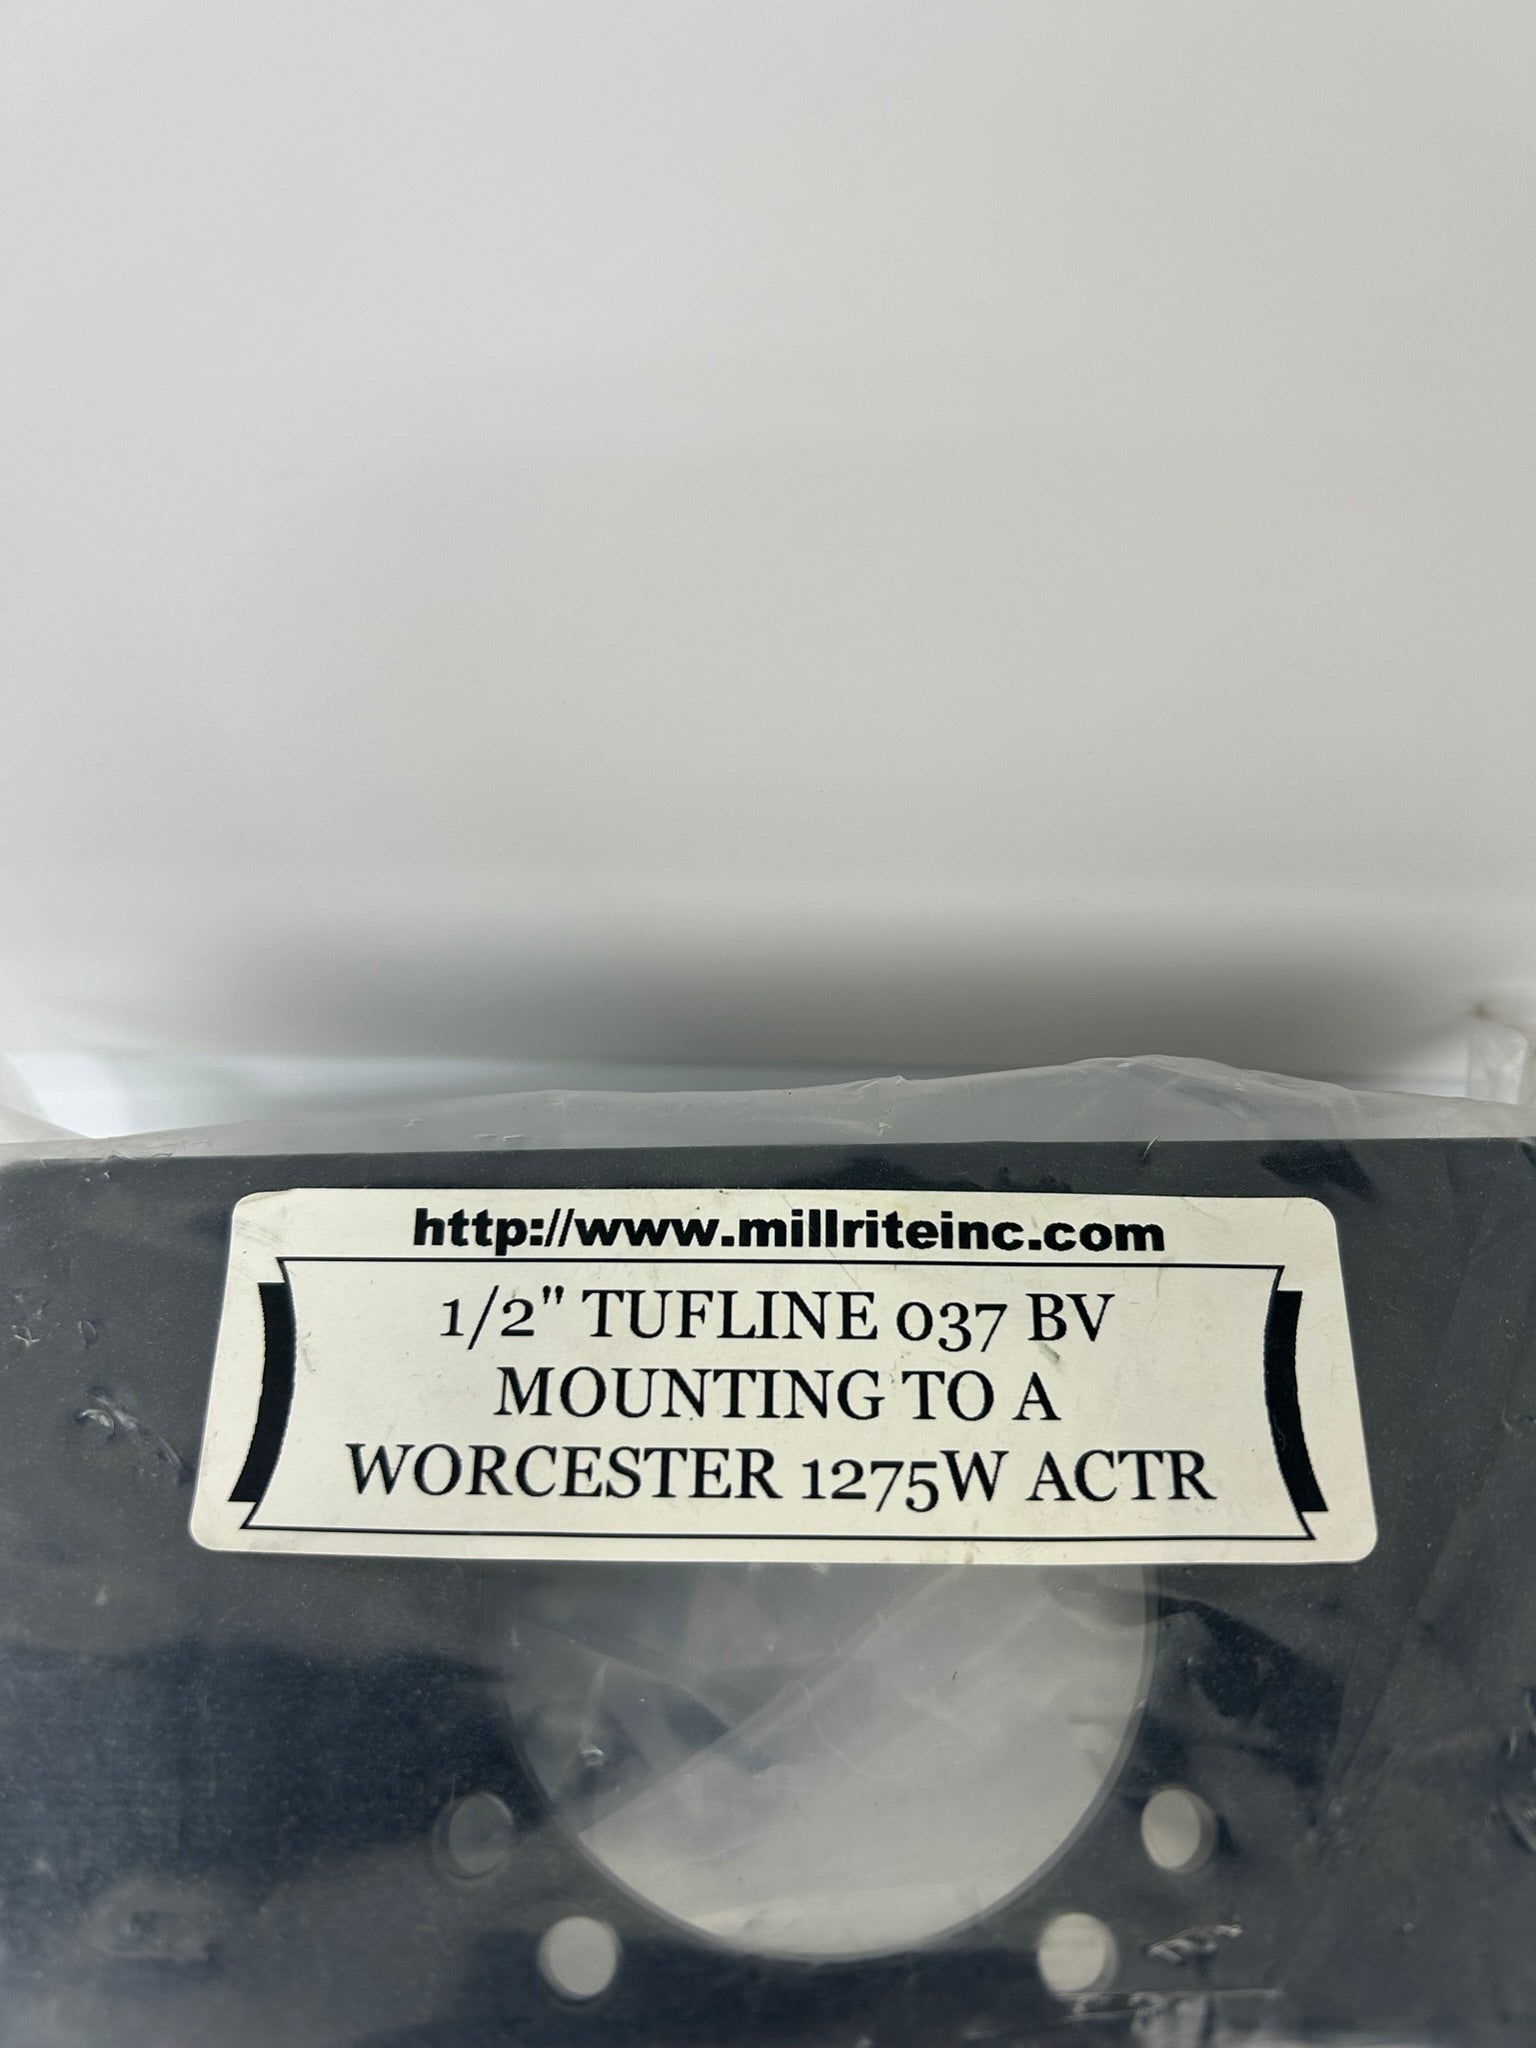 http://www.millriteinc.com
1/2" TUFLINE 037 BV
MOUNTING TO A
WORCESTER 1275W ACTR